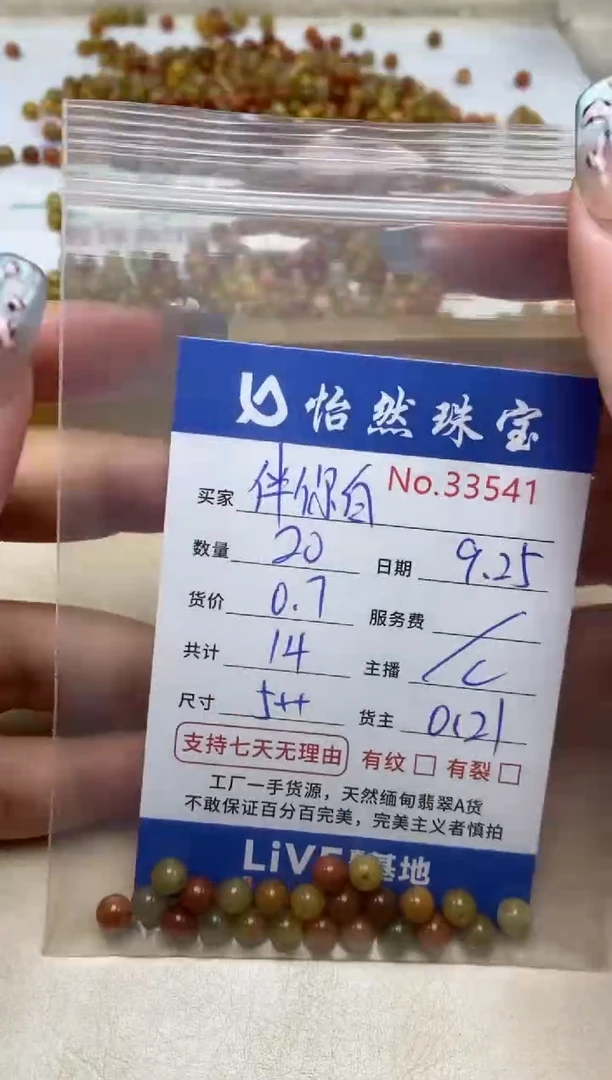 怡然珠宝
No.33541
买家 伴你白
数量 20 日期 9.25
货价 0.7 服务费 /
共计 14 主播 /
尺寸 5++ 货主 0121
支持七天无理由 有纹 □ 有裂 □
工厂一手货源，天然缅甸翡翠A货
不敢保证百分百完美，完美主义者慎拍
LiVE 基地